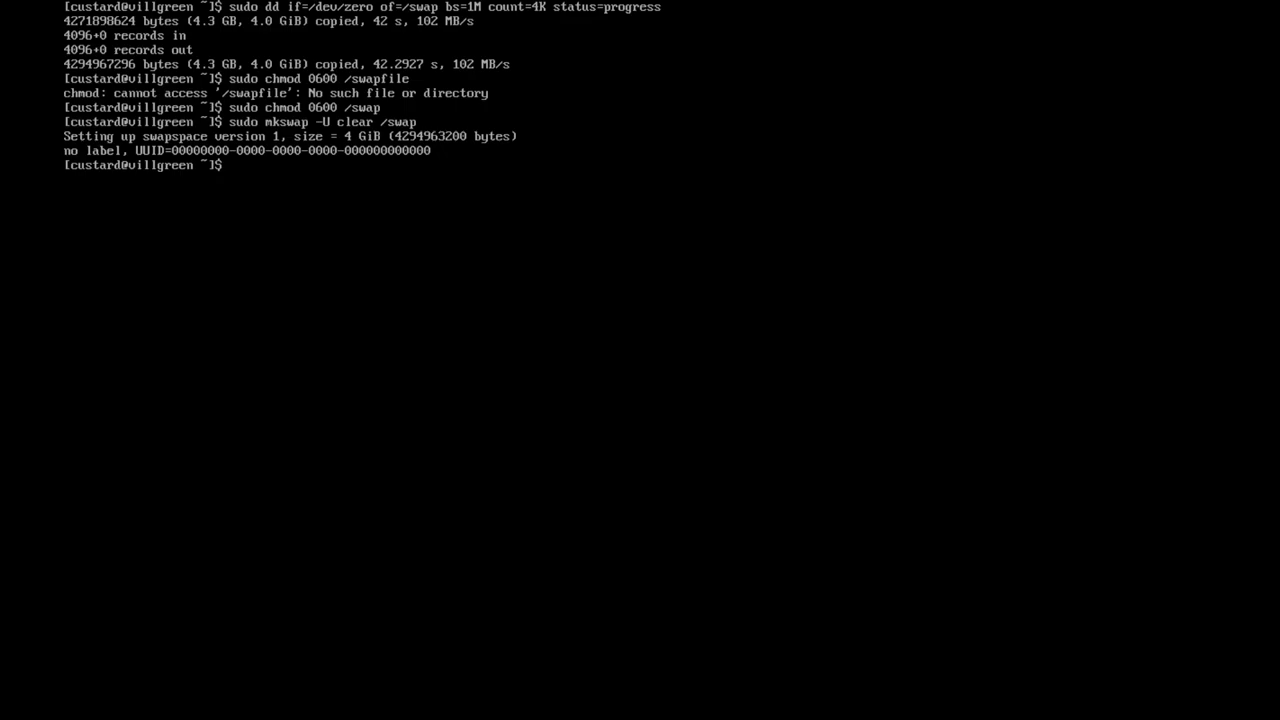 [custard@villgreen ~]$ sudo dd if=/dev/zero of=/swap bs=1M count=4K status=progress
4271898624 bytes (4.3 GB, 4.0 GiB) copied, 42 s, 102 MB/s
4096+0 records in
4096+0 records out
4294967296 bytes (4.3 GB, 4.0 GiB) copied, 42.2927 s, 102 MB/s
[custard@villgreen ~]$ sudo chmod 0600 /swapfile
chmod: cannot access '/swapfile': No such file or directory
[custard@villgreen ~]$ sudo chmod 0600 /swap
[custard@villgreen ~]$ sudo mkswap -U clear /swap
Setting up swapspace version 1, size = 4 GiB (4294963200 bytes)
no label, UUID=00000000-0000-0000-0000-000000000000
[custard@villgreen ~]$